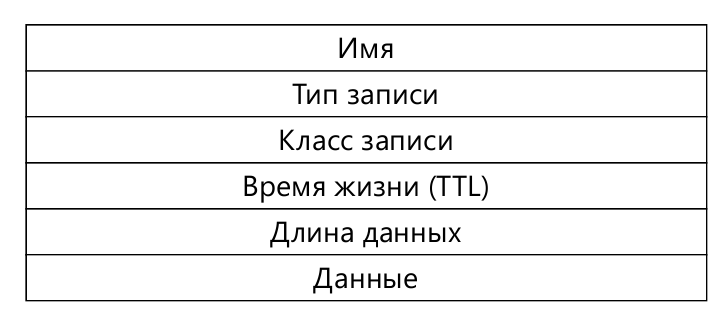 Имя
Тип записи
Класс записи
Время жизни (TTL)
Длина данных
Данные